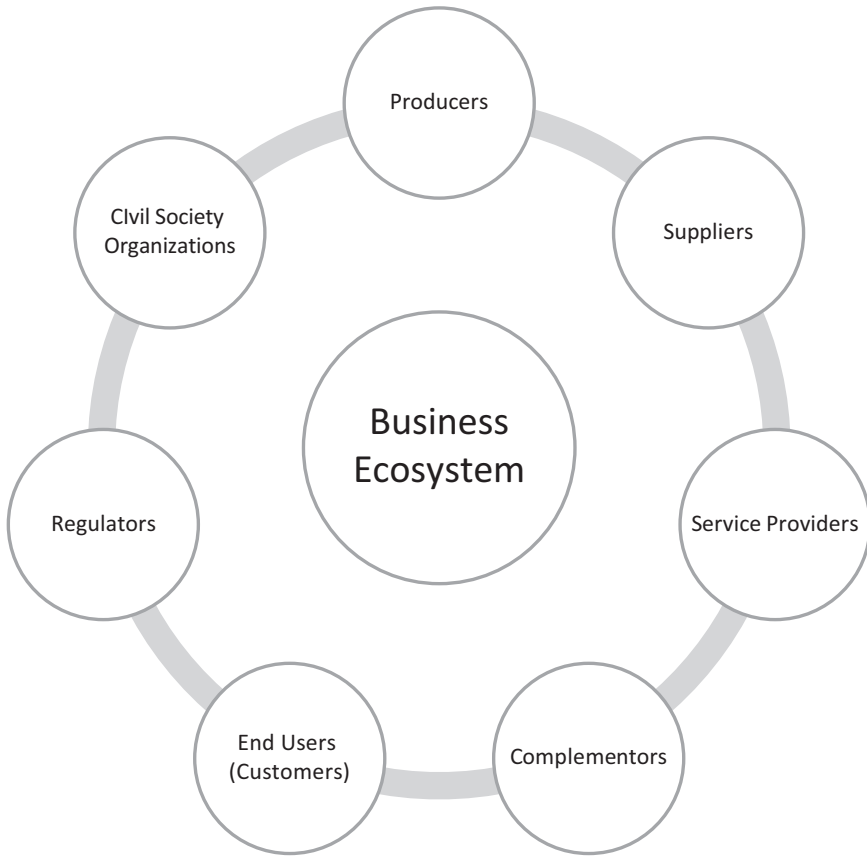 Producers
Suppliers
Service Providers
Complementors
End Users
(Customers)
Regulators
CIvil Society
Organizations
Business
Ecosystem